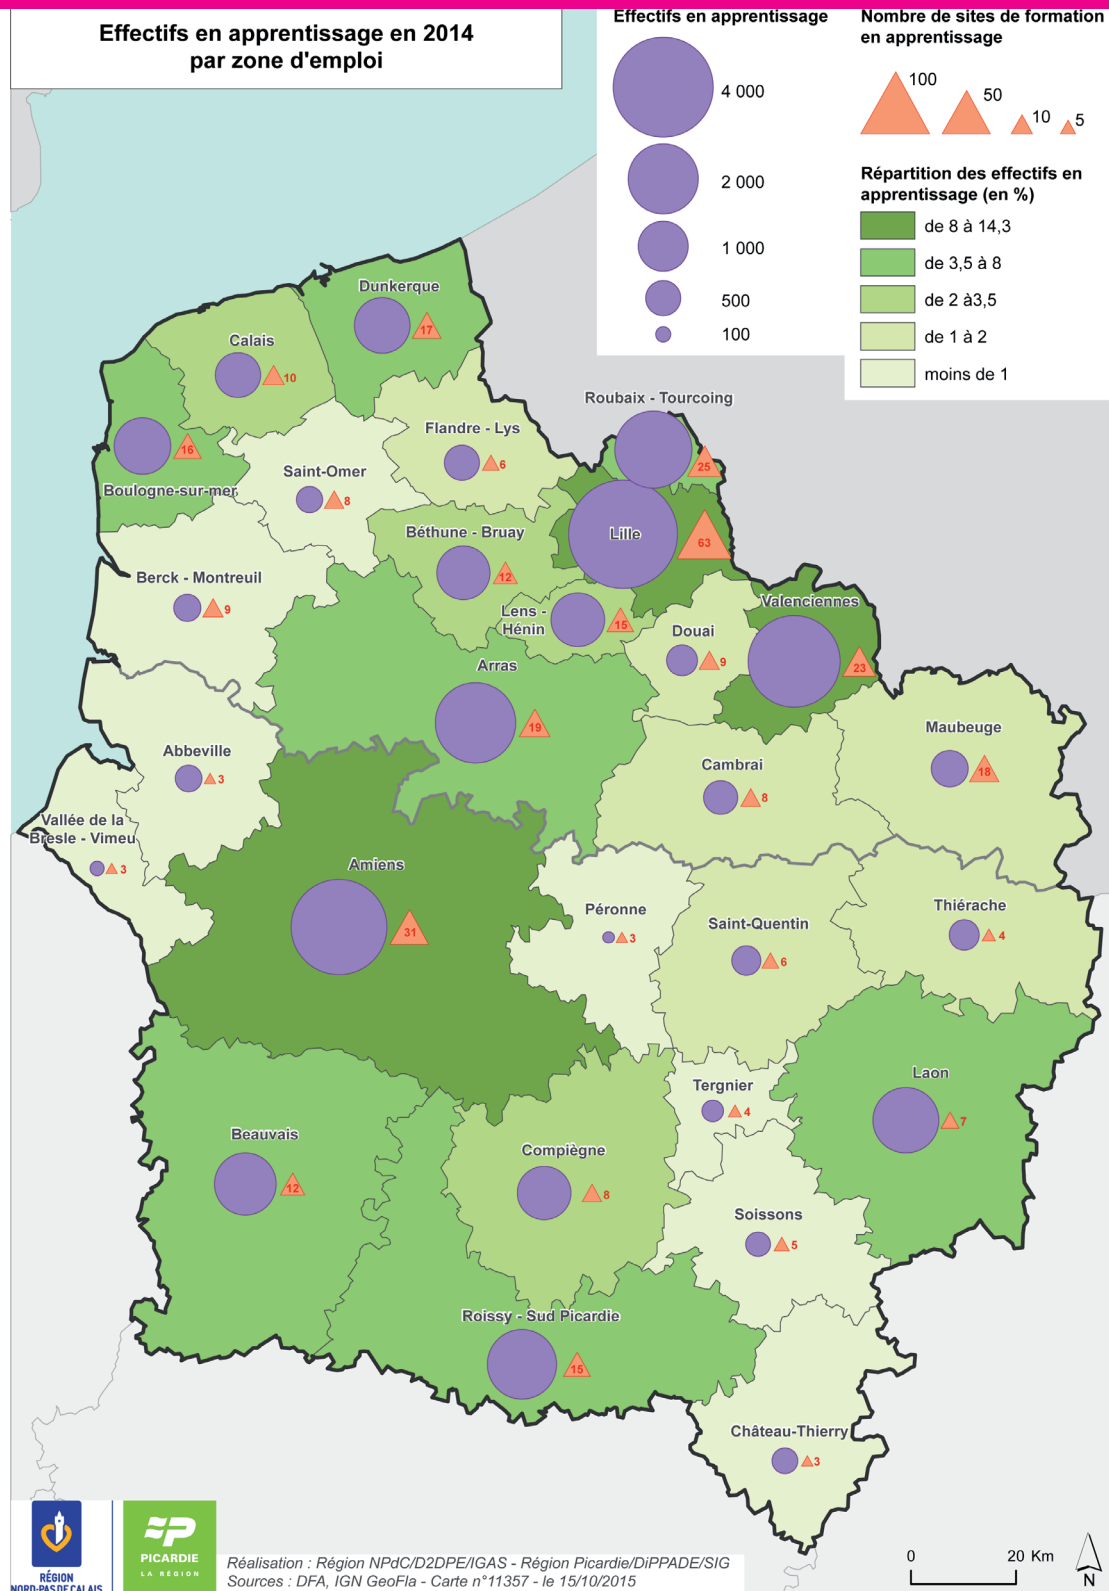 Effectifs en apprentissage en 2014
par zone d'emploi
Effectifs en apprentissage
4 000
2 000
1 000
500
100
Nombre de sites de formation
en apprentissage
100
50
10
5
Répartition des effectifs en
apprentissage (en %)
de 8 à 14,3
de 3,5 à 8
de 2 à3,5
de 1 à 2
moins de 1
Dunkerque
17
Calais
10
Roubaix - Tourcoing
25
Flandre - Lys
6
16
Boulogne-sur-mer
Saint-Omer
8
Béthune - Bruay
12
Lille
63
Berck - Montreuil
9
Lens -
Hénin
15
Valenciennes
23
Douai
9
Arras
19
Maubeuge
18
Abbeville
3
Cambrai
8
Vallée de la
Bresle - Vimeu
3
Amiens
31
Péronne
3
Saint-Quentin
6
Thiérache
4
Tergnier
4
Laon
7
Beauvais
12
Compiègne
8
Soissons
5
Roissy - Sud Picardie
15
Château-Thierry
3
RÉGION
NORD-PAS DE CALAIS
PICARDIE
LA RÉGION
Réalisation : Région NPdC/D2DPE/IGAS - Région Picardie/DiPPADE/SIG
Sources : DFA, IGN GeoFla - Carte n°11357 - le 15/10/2015
0
20 Km
N